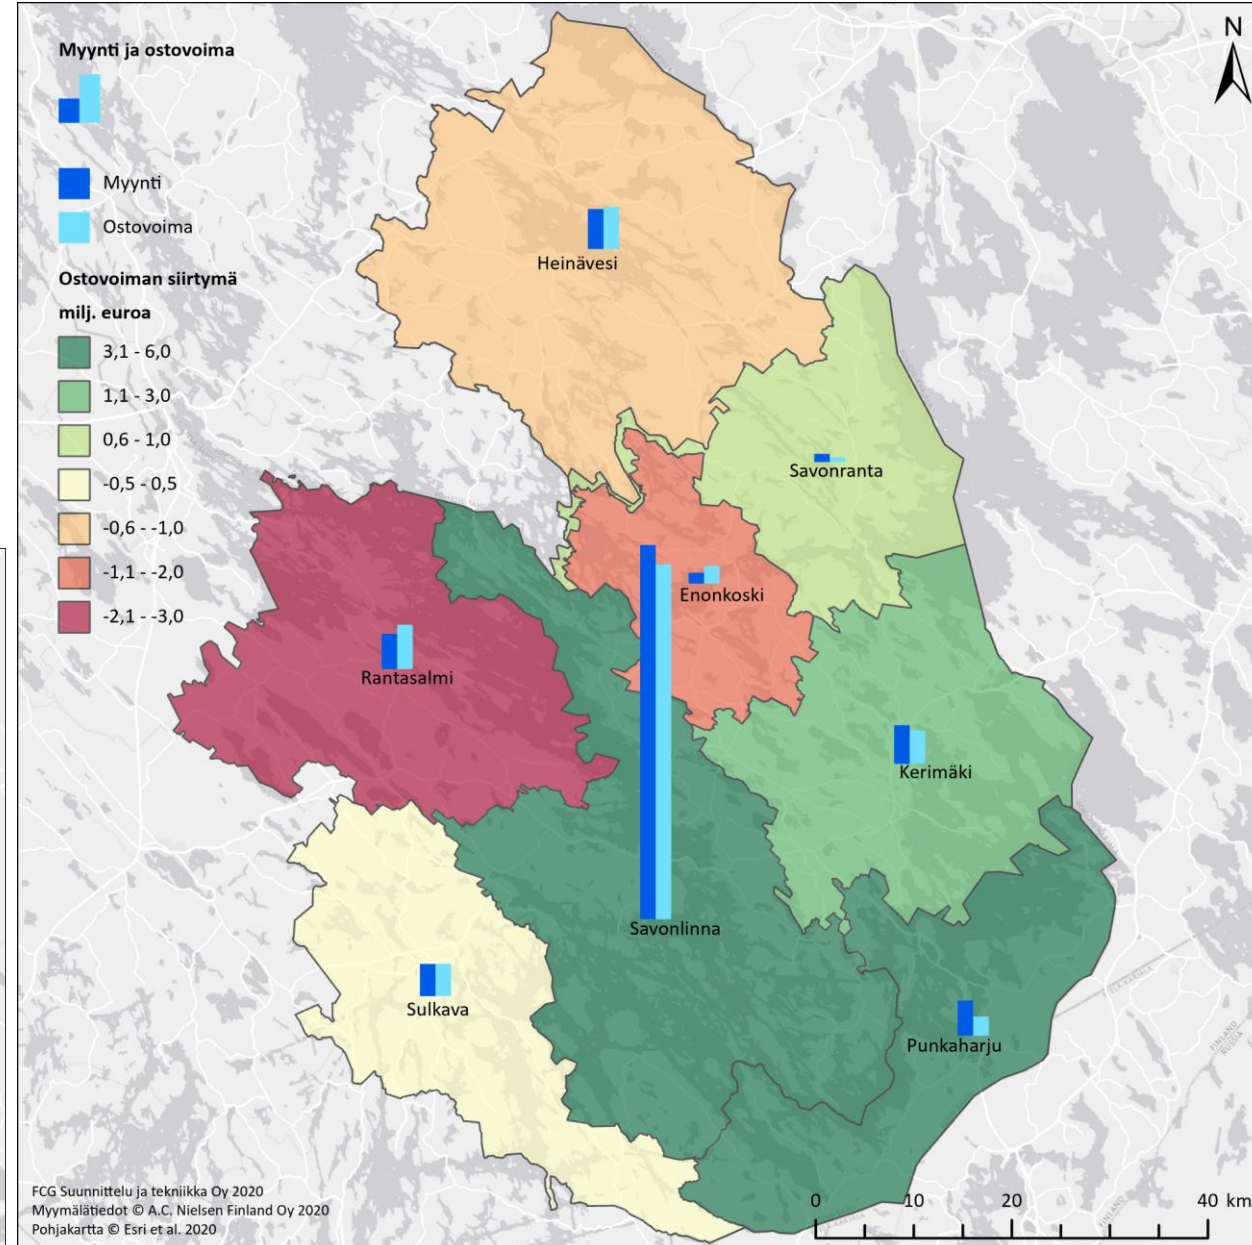 Myynti ja ostovoima
Myynti
Ostovoima
Ostovoiman siirtymä
milj. euroa
3,1 - 6,0
1,1 - 3,0
0,6 - 1,0
-0,5 - 0,5
-0,6 - -1,0
-1,1 - -2,0
-2,1 - -3,0
N
Heinävesi
Savonranta
Enonkoski
Rantasalmi
Kerimäki
Savonlinna
Sulkava
Punkaharju
FINLAND
RUSSIA
FINLAND
FCG Suunnittelu ja tekniikka Oy 2020
Myymälätiedot © A.C. Nielsen Finland Oy 2020
Pohjakartta © Esri et al. 2020
0 10 20 40 km